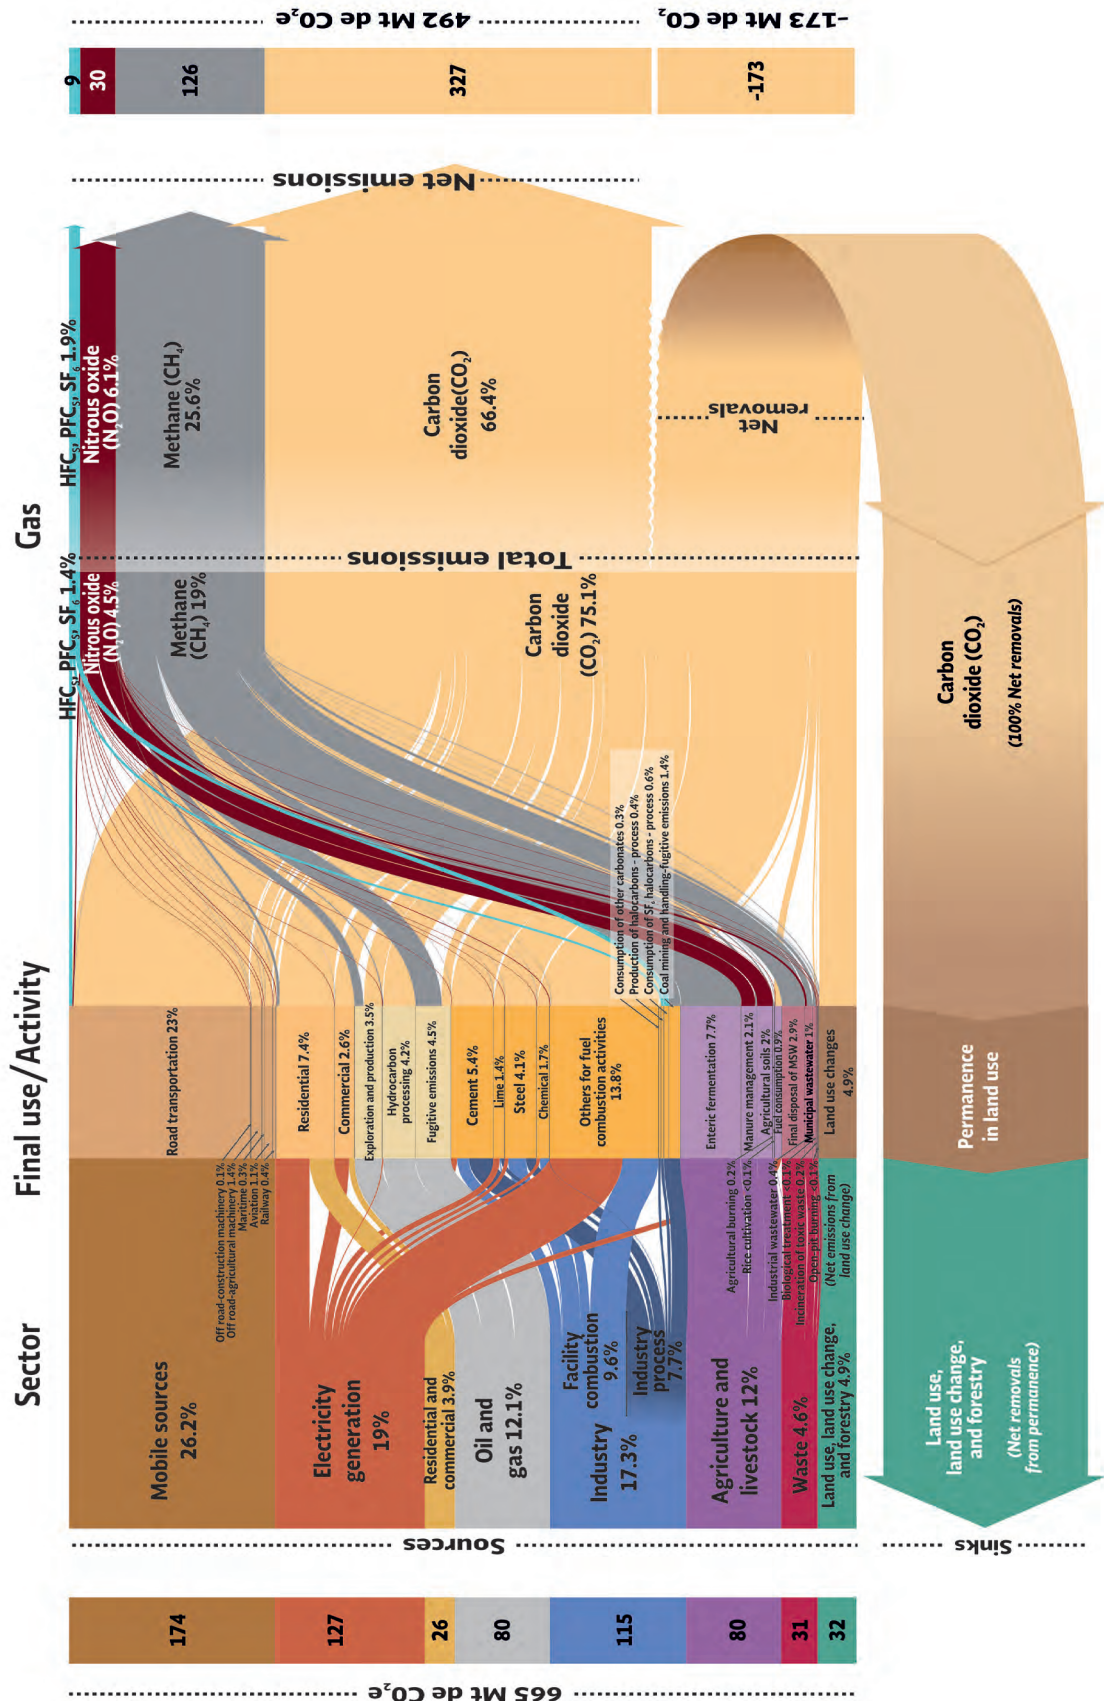 Sector
Final use/Activity
Gas
665 Mt de CO₂e
174
127
26
80
115
80
31
32
Sources
Sinks
Mobile sources
26.2%
Electricity
generation
19%
Residential and
commercial 3.9%
Oil and
gas 12.1%
Industry
17.3%
Facility
combustion
9.6%
Industry
process
7.7%
Agriculture and
livestock 12%
Waste 4.6%
Land use, land use change,
and forestry 4.9%
Land use,
land use change,
and forestry
(Net removals
from permanence)
Road transportation 23%
Off road-construction machinery 0.1%
Off road-agricultural machinery 1.4%
Maritime 0.3%
Aviation 1.1%
Railway 0.4%
Residential 7.4%
Commercial 2.6%
Exploration and production 3.5%
Hydrocarbon
processing 4.2%
Fugitive emissions 4.5%
Cement 5.4%
Lime 1.4%
Steel 4.1%
Chemical 1.7%
Others for fuel
combustion activities
13.8%
Consumption of other carbonates 0.3%
Production of halocarbons - process 0.4%
Consumption of SF, halocarbons - process 0.6%
Coal mining and handling-fugitive emissions 1.4%
Enteric fermentation 7.7%
Manure management 2.1%
Agricultural soils 2%
Fuel consumption 0.9%
Agricultural burning 0.2%
Rice cultivation <0.1%
Final disposal of MSW 2.9%
Municipal wastewater 1%
Industrial wastewater 0.4%
Biological treatment <0.1%
Incineration of toxic waste 0.2%
Open-pit burning <0.1%
Land use changes
4.9%
(Net emissions from
land use change)
Permanence
in land use
HFCs, PFCs, SF₆ 1.4%
Nitrous oxide
(N₂O) 4.5%
Methane
(CH₄) 19%
Carbon
dioxide
(CO₂) 75.1%
Carbon
dioxide (CO₂)
(100% Net removals)
Total emissions
HFCs, PFCs, SF₆ 1.9%
Nitrous oxide
(N₂O) 6.1%
Methane (CH₄)
25.6%
Carbon
dioxide(CO₂)
66.4%
Net
removals
Net emissions
9
30
126
327
-173
492 Mt de CO₂e
-173 Mt de CO₂